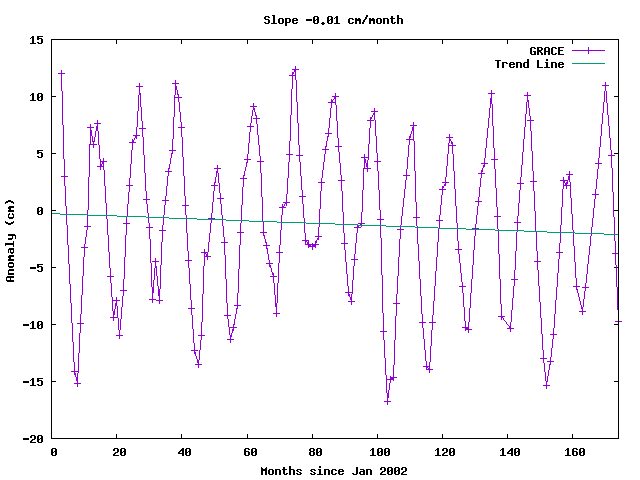 Slope -0.01 cm/month
GRACE
Trend Line
15
10
5
0
-5
-10
-15
-20
Anomaly (cm)
0 20 40 60 80 100 120 140 160
Months since Jan 2002